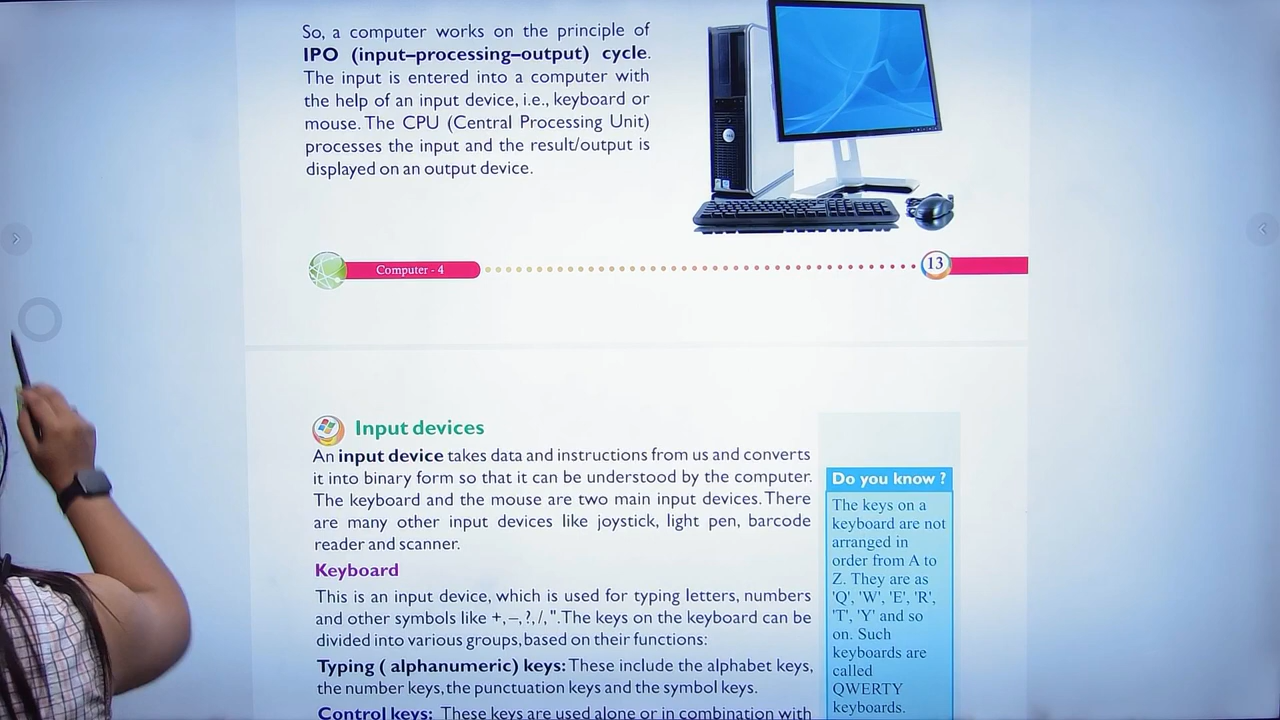 So, a computer works on the principle of
IPO (input–processing–output) cycle.
The input is entered into a computer with
the help of an input device, i.e., keyboard or
mouse. The CPU (Central Processing Unit)
processes the input and the result/output is
displayed on an output device.
Computer - 4
13
Input devices
An input device takes data and instructions from us and converts
it into binary form so that it can be understood by the computer.
The keyboard and the mouse are two main input devices. There
are many other input devices like joystick, light pen, barcode
reader and scanner.
Keyboard
This is an input device, which is used for typing letters, numbers
and other symbols like +, –, ?, /, ". The keys on the keyboard can be
divided into various groups, based on their functions:
Typing ( alphanumeric) keys: These include the alphabet keys,
the number keys, the punctuation keys and the symbol keys.
Control keys: These keys are used alone or in combination with
Do you know ?
The keys on a
keyboard are not
arranged in
order from A to
Z. They are as
'Q', 'W', 'E', 'R',
'T', 'Y' and so
on. Such
keyboards are
called
QWERTY
keyboards.